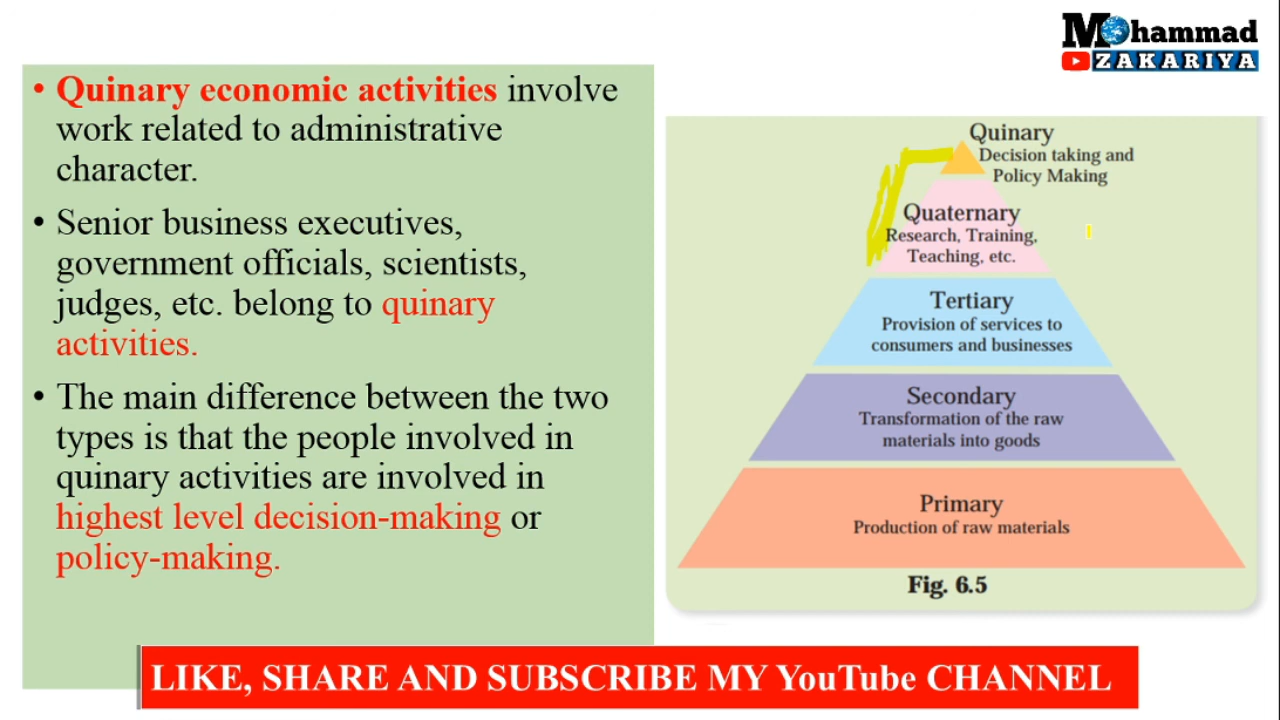 Mohammad
ZAKARIYA
• Quinary economic activities involve
work related to administrative
character.
• Senior business executives,
government officials, scientists,
judges, etc. belong to quinary
activities.
• The main difference between the two
types is that the people involved in
quinary activities are involved in
highest level decision-making or
policy-making.
Quinary
Decision taking and
Policy Making
Quaternary
Research, Training,
Teaching, etc.
Tertiary
Provision of services to
consumers and businesses
Secondary
Transformation of the raw
materials into goods
Primary
Production of raw materials
Fig. 6.5
LIKE, SHARE AND SUBSCRIBE MY YouTube CHANNEL